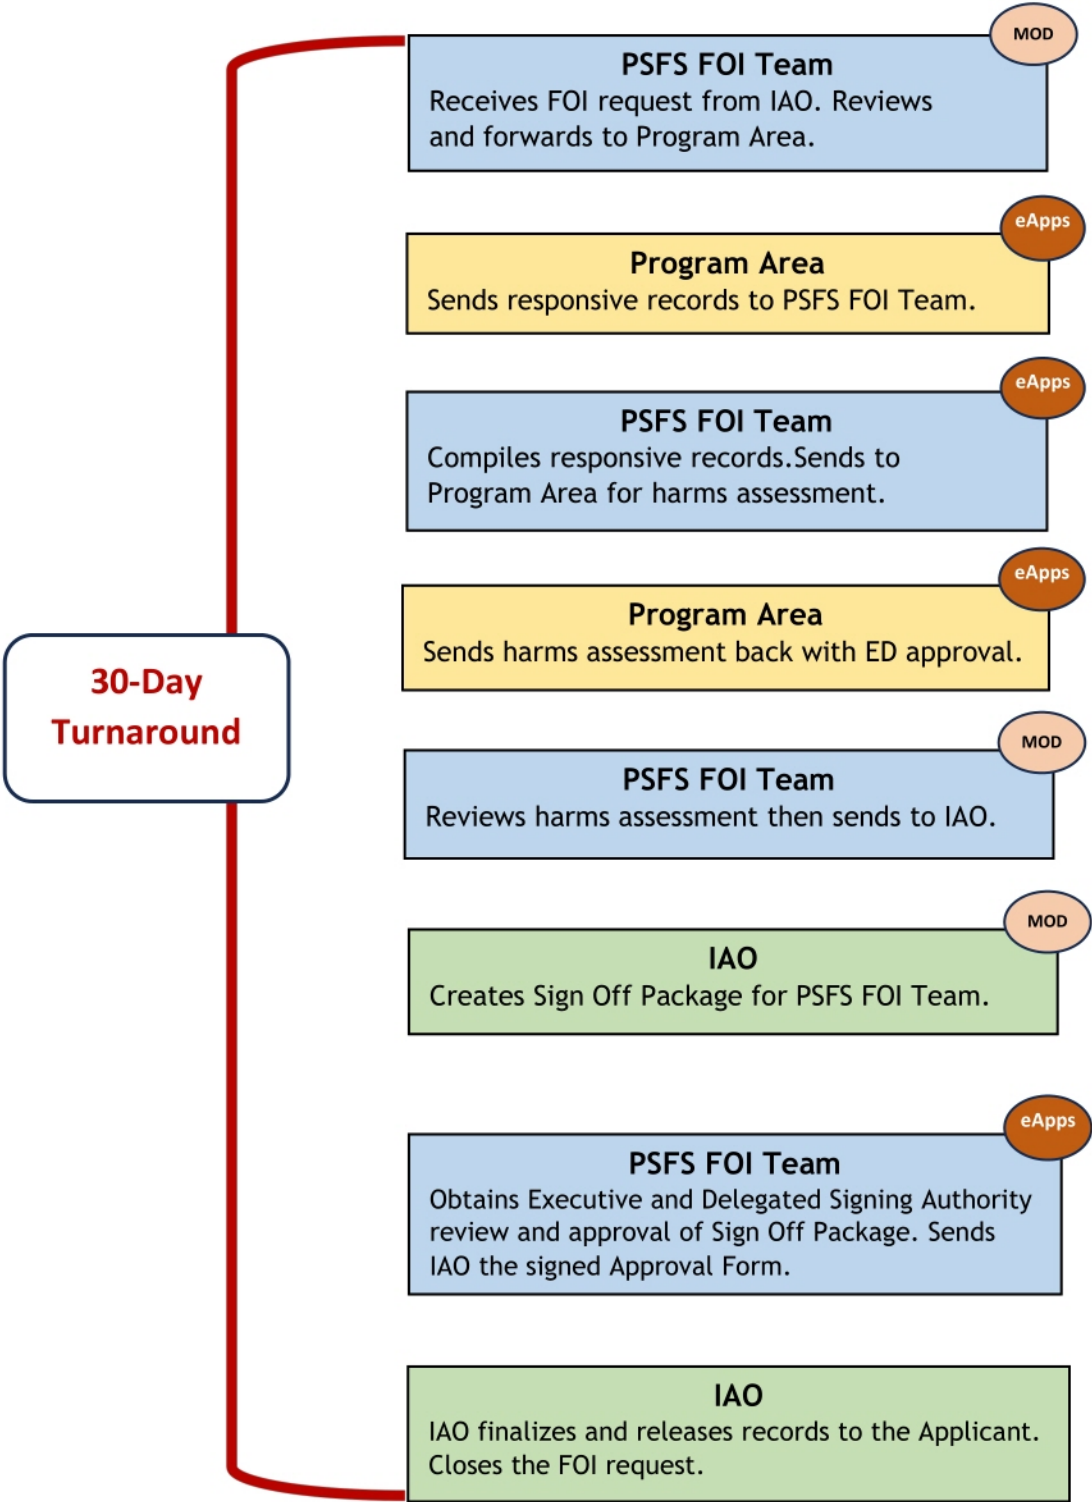 MOD
PSFS FOI Team
Receives FOI request from IAO. Reviews
and forwards to Program Area.
eApps
Program Area
Sends responsive records to PSFS FOI Team.
eApps
PSFS FOI Team
Compiles responsive records.Sends to
Program Area for harms assessment.
eApps
Program Area
Sends harms assessment back with ED approval.
30-Day
Turnaround
MOD
PSFS FOI Team
Reviews harms assessment then sends to IAO.
MOD
IAO
Creates Sign Off Package for PSFS FOI Team.
eApps
PSFS FOI Team
Obtains Executive and Delegated Signing Authority
review and approval of Sign Off Package. Sends
IAO the signed Approval Form.
IAO
IAO finalizes and releases records to the Applicant.
Closes the FOI request.